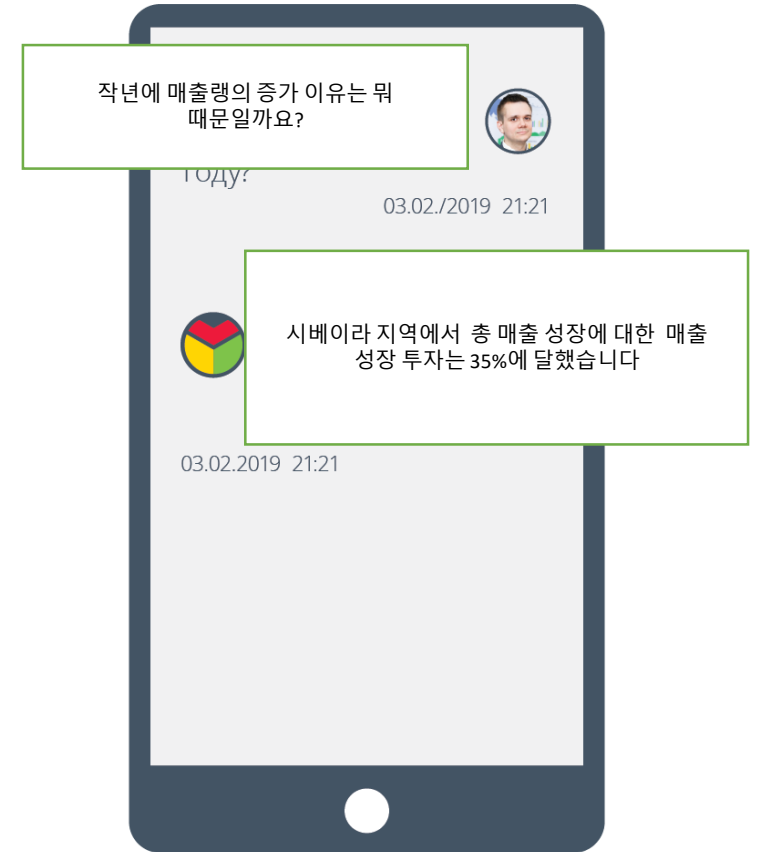 작년에 매출랭의 증가 이유는 뭐
때문일까요?
году?
03.02./2019 21:21
시베이라 지역에서 총 매출 성장에 대한 매출
성장 투자는 35%에 달했습니다
03.02.2019 21:21